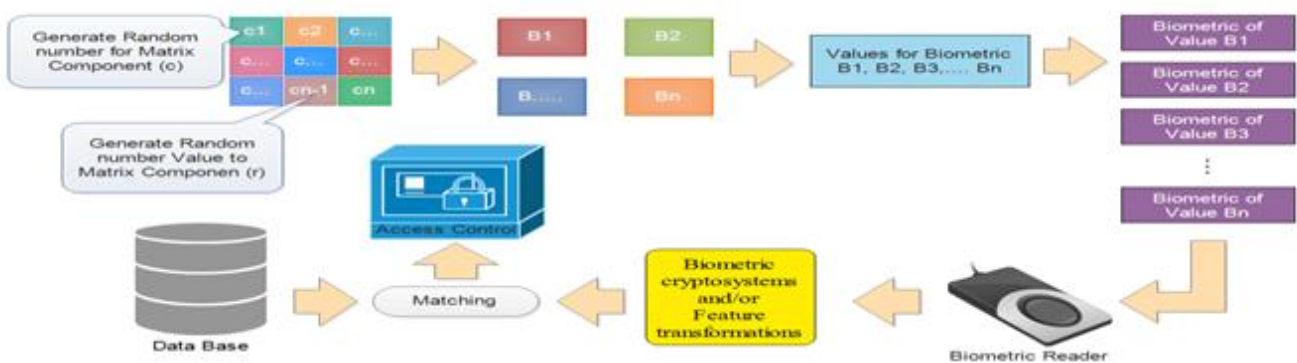 Generate Random
number for Matrix
Component (c)
c1
c2
c...
c...
c...
c...
c...
cn-1
cn
Generate Random
number Value to
Matrix Componen (r)
B1
B2
B.....
Bn
Values for Biometric
B1, B2, B3,.... Bn
Biometric of
Value B1
Biometric of
Value B2
Biometric of
Value B3
⋮
Biometric of
Value Bn
Access Control
Data Base
Matching
Biometric
cryptosystems
and/or
Feature
transformations
Biometric Reader